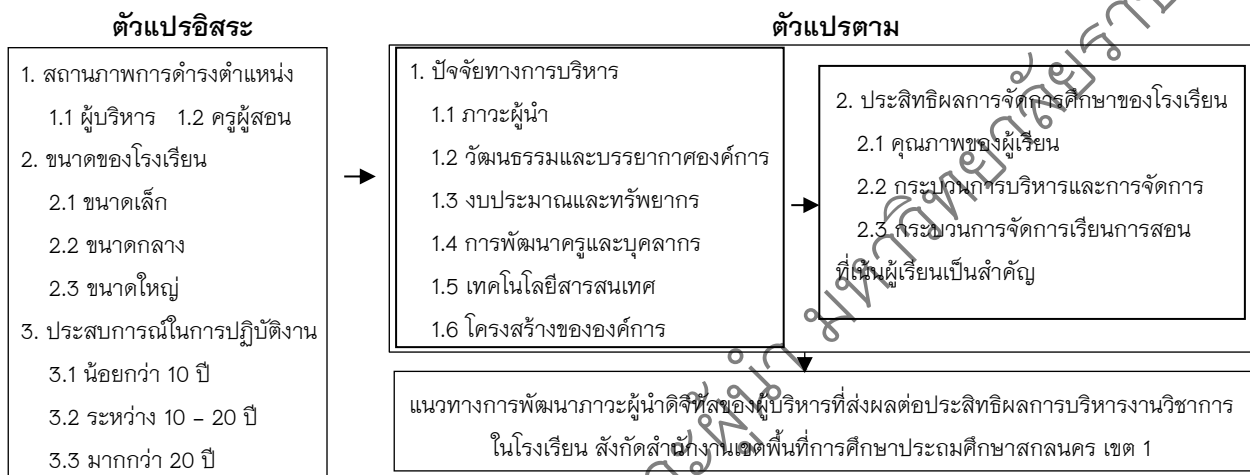 ตัวแปรอิสระ
1. สถานภาพการดำรงตำแหน่ง
1.1 ผู้บริหาร 1.2 ครูผู้สอน
2. ขนาดของโรงเรียน
2.1 ขนาดเล็ก
2.2 ขนาดกลาง
2.3 ขนาดใหญ่
3. ประสบการณ์ในการปฏิบัติงาน
3.1 น้อยกว่า 10 ปี
3.2 ระหว่าง 10 – 20 ปี
3.3 มากกว่า 20 ปี
ตัวแปรตาม
1. ปัจจัยทางการบริหาร
1.1 ภาวะผู้นำ
1.2 วัฒนธรรมและบรรยากาศองค์การ
1.3 งบประมาณและทรัพยากร
1.4 การพัฒนาครูและบุคลากร
1.5 เทคโนโลยีสารสนเทศ
1.6 โครงสร้างขององค์การ
2. ประสิทธิผลการจัดการศึกษาของโรงเรียน
2.1 คุณภาพของผู้เรียน
2.2 กระบวนการบริหารและการจัดการ
2.3 กระบวนการจัดการเรียนการสอน
ที่เน้นผู้เรียนเป็นสำคัญ
แนวทางการพัฒนาภาวะผู้นำดิจิทัลของผู้บริหารที่ส่งผลต่อประสิทธิผลการบริหารงานวิชาการ
ในโรงเรียน สังกัดสำนักงานเขตพื้นที่การศึกษาประถมศึกษาสกลนคร เขต 1
มหาวิทยาลัยราช